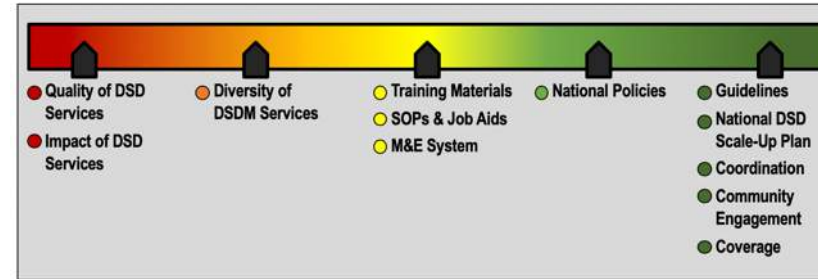 Quality of DSD
Services
Impact of DSD
Services
Diversity of
DSDM Services
Training Materials
SOPs & Job Aids
M&E System
National Policies
Guidelines
National DSD
Scale-Up Plan
Coordination
Community
Engagement
Coverage